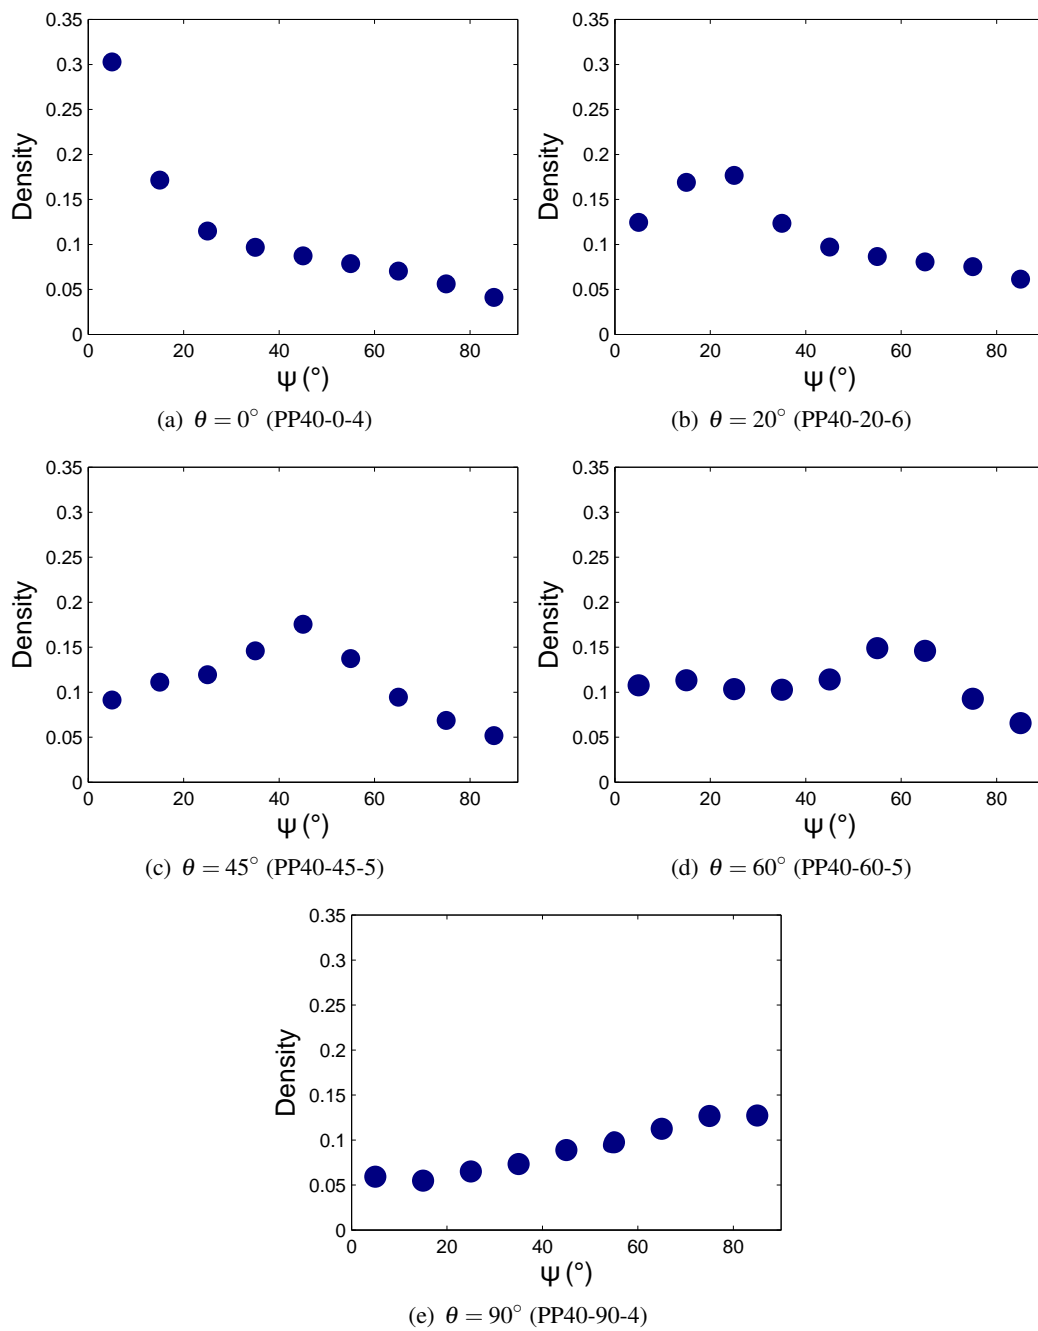 0.35 0.35
0.3 0.3
0.25 0.25
0.2 0.2
0.15 0.15
0.1 0.1
0.05 0.05
0 0
Density Density
0 20 40 60 80 0 20 40 60 80
Ψ (°) Ψ (°)
(a) θ = 0° (PP40-0-4) (b) θ = 20° (PP40-20-6)
0.35 0.35
0.3 0.3
0.25 0.25
0.2 0.2
0.15 0.15
0.1 0.1
0.05 0.05
0 0
Density Density
0 20 40 60 80 0 20 40 60 80
Ψ (°) Ψ (°)
(c) θ = 45° (PP40-45-5) (d) θ = 60° (PP40-60-5)
0.35
0.3
0.25
0.2
0.15
0.1
0.05
0
Density
0 20 40 60 80
Ψ (°)
(e) θ = 90° (PP40-90-4)